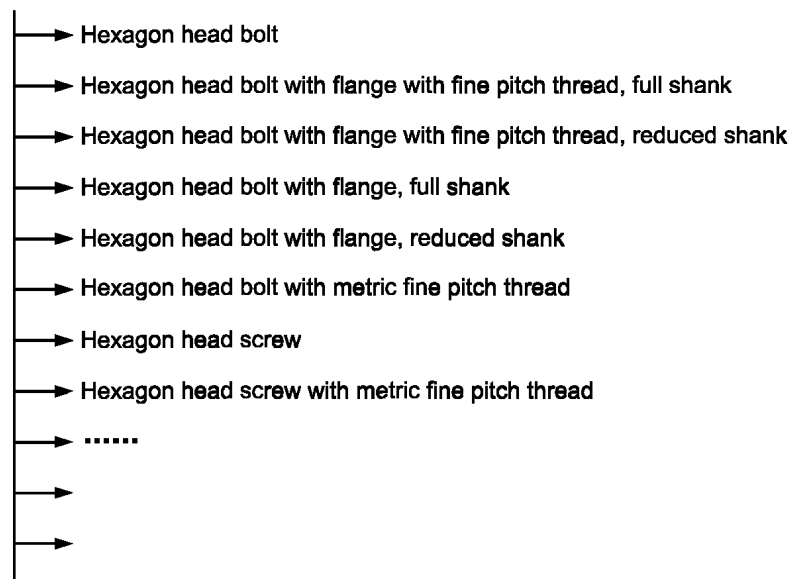 Hexagon head bolt
Hexagon head bolt with flange with fine pitch thread, full shank
Hexagon head bolt with flange with fine pitch thread, reduced shank
Hexagon head bolt with flange, full shank
Hexagon head bolt with flange, reduced shank
Hexagon head bolt with metric fine pitch thread
Hexagon head screw
Hexagon head screw with metric fine pitch thread
......